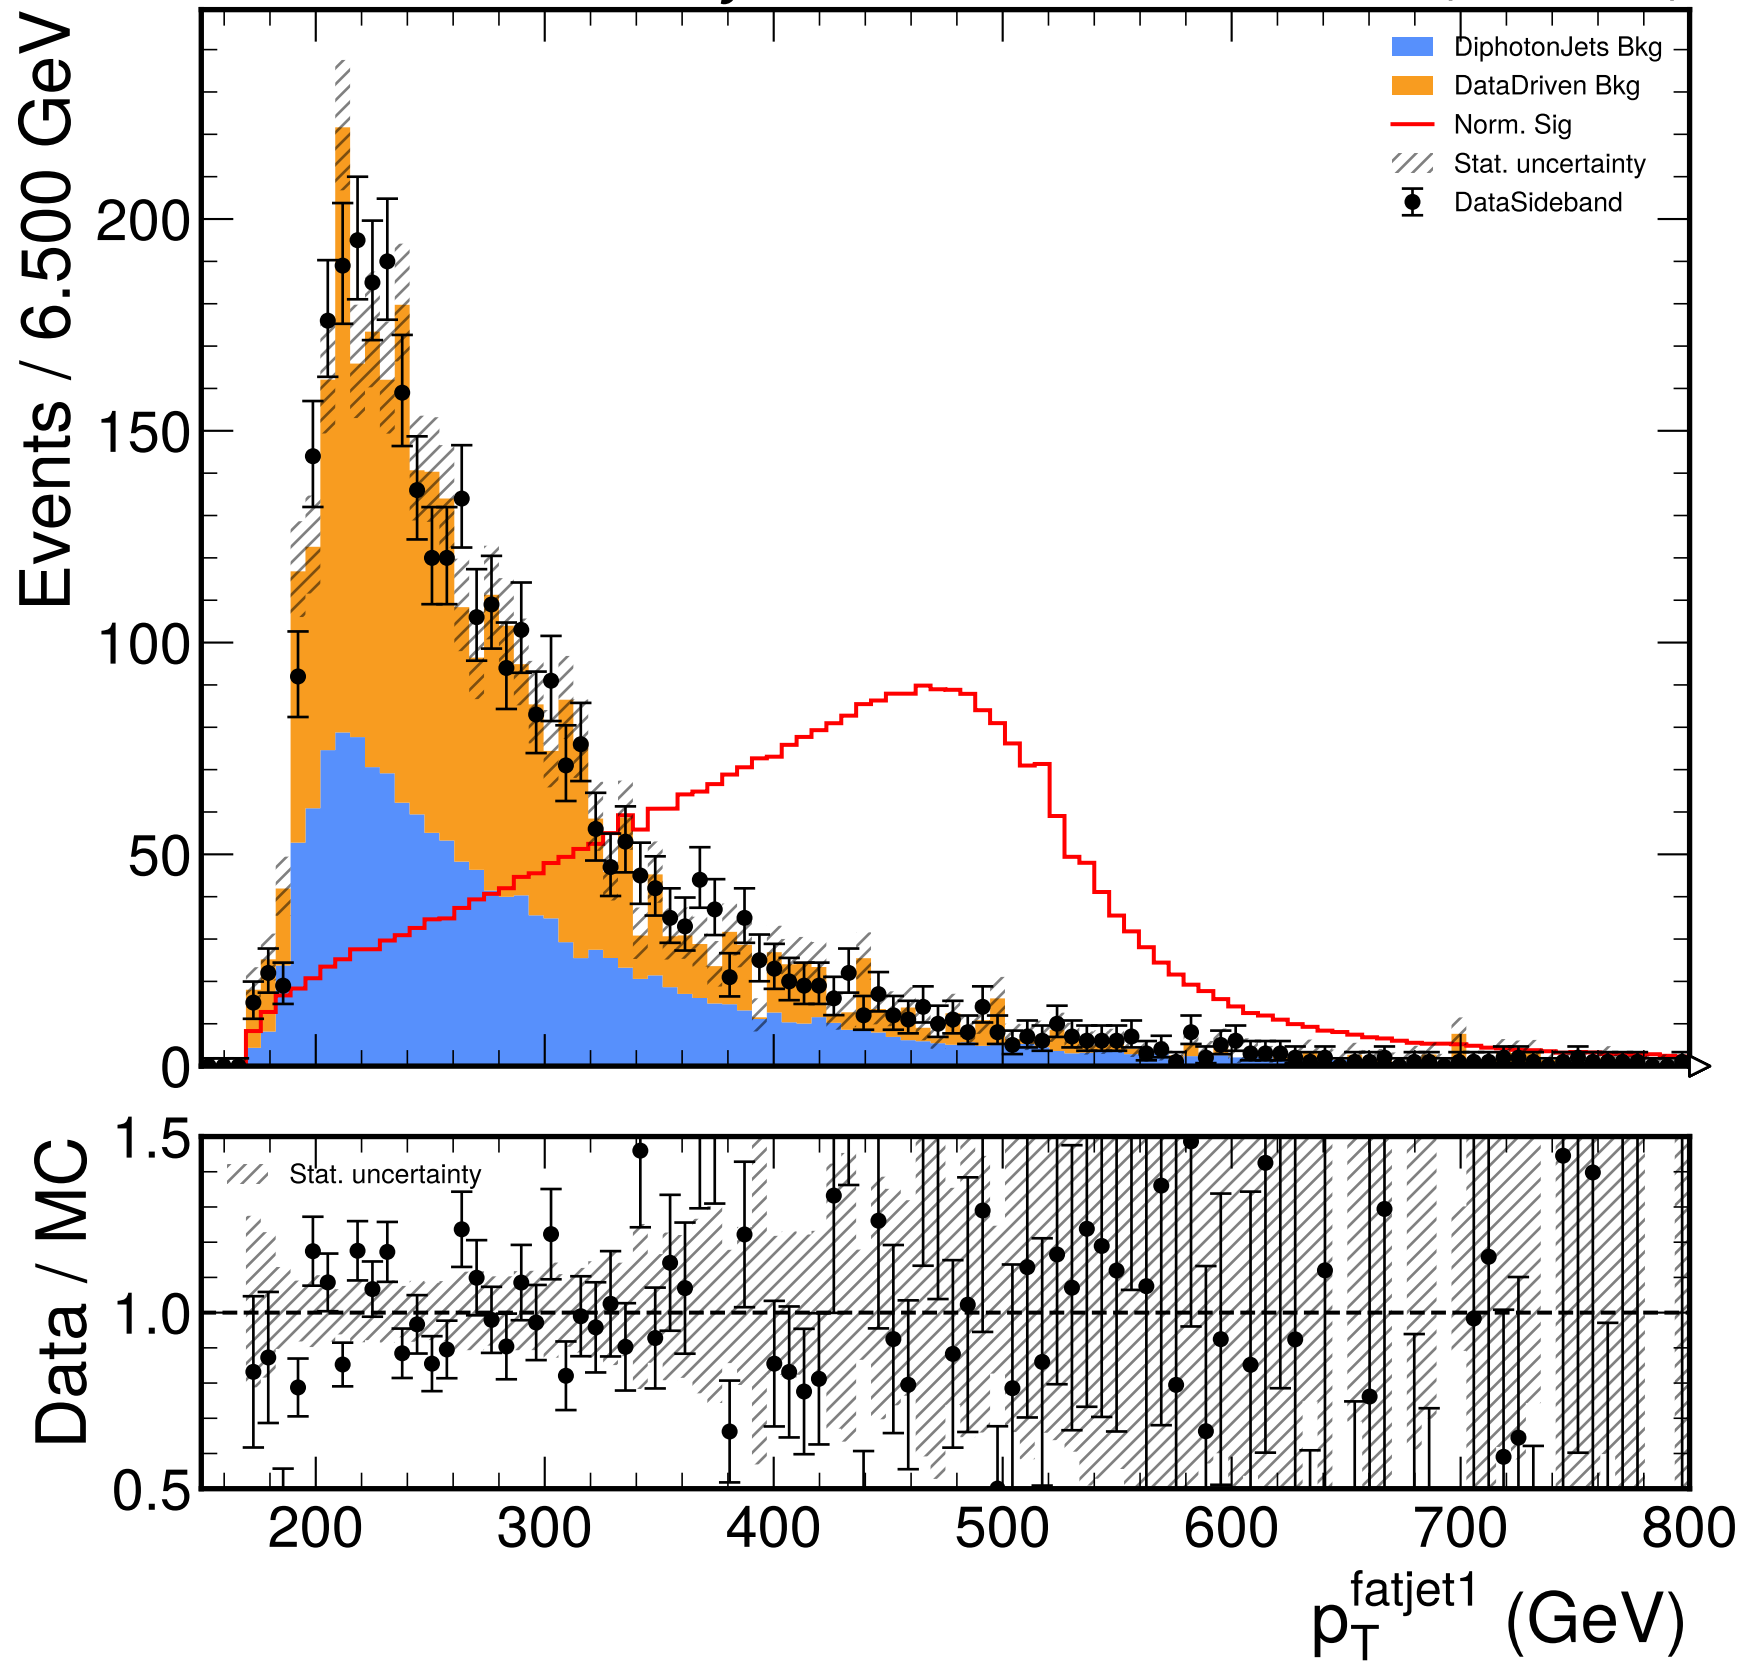 Events / 6.500 GeV
DiphotonJets Bkg
DataDriven Bkg
Norm. Sig
Stat. uncertainty
DataSideband
200
150
100
50
0
Data / MC
1.5
1.0
0.5
Stat. uncertainty
200 300 400 500 600 700 800
p_T^fatjet1 (GeV)